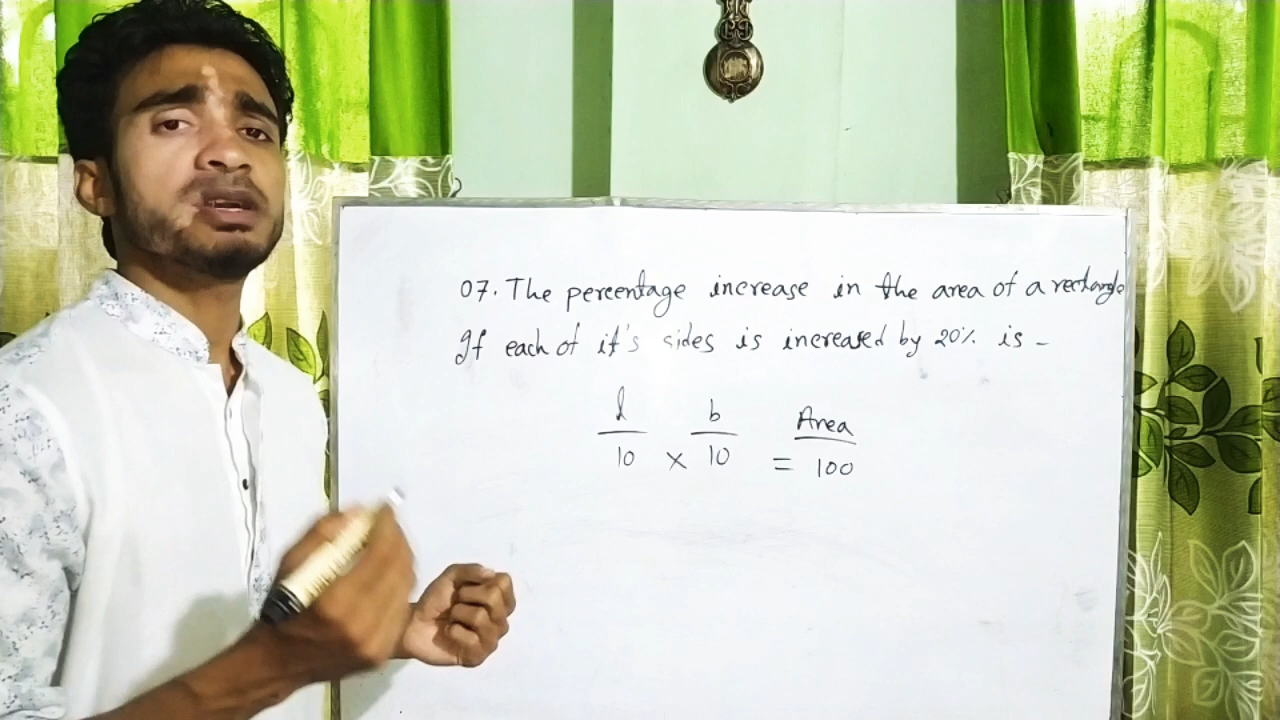 07. The percentage increase in the area of a rectangle
If each of it's sides is increased by 20% is -
l b Area
10 × 10 = 100